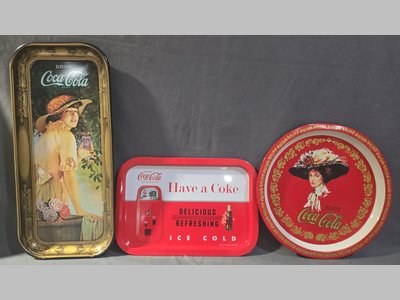 DRINK
Coca-Cola
Coca-Cola
Have a Coke
DELICIOUS
REFRESHING
ICE COLD
Coca-Cola